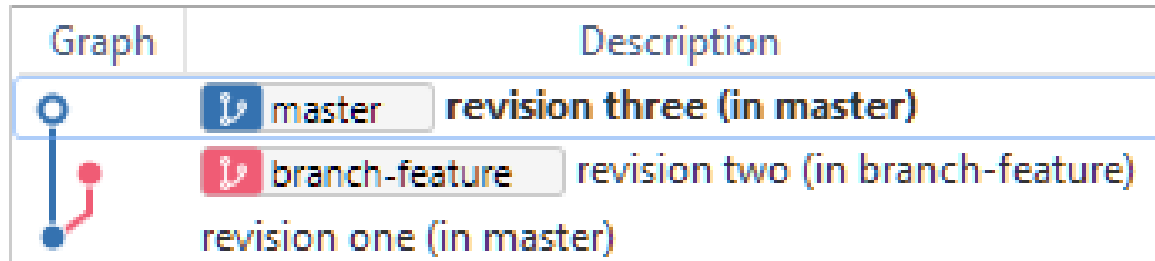 Graph Description
master revision three (in master)
branch-feature revision two (in branch-feature)
revision one (in master)